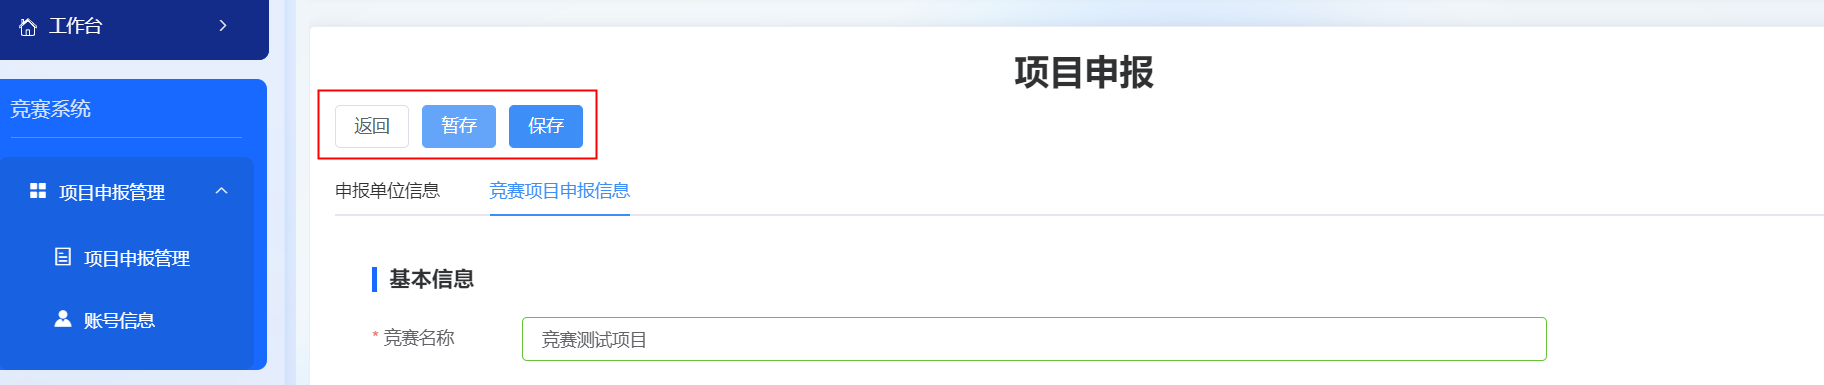 工作台
竞赛系统
项目申报管理
项目申报管理
账号信息
项目申报
返回 暂存 保存
申报单位信息 竞赛项目申报信息
基本信息
* 竞赛名称 竞赛测试项目